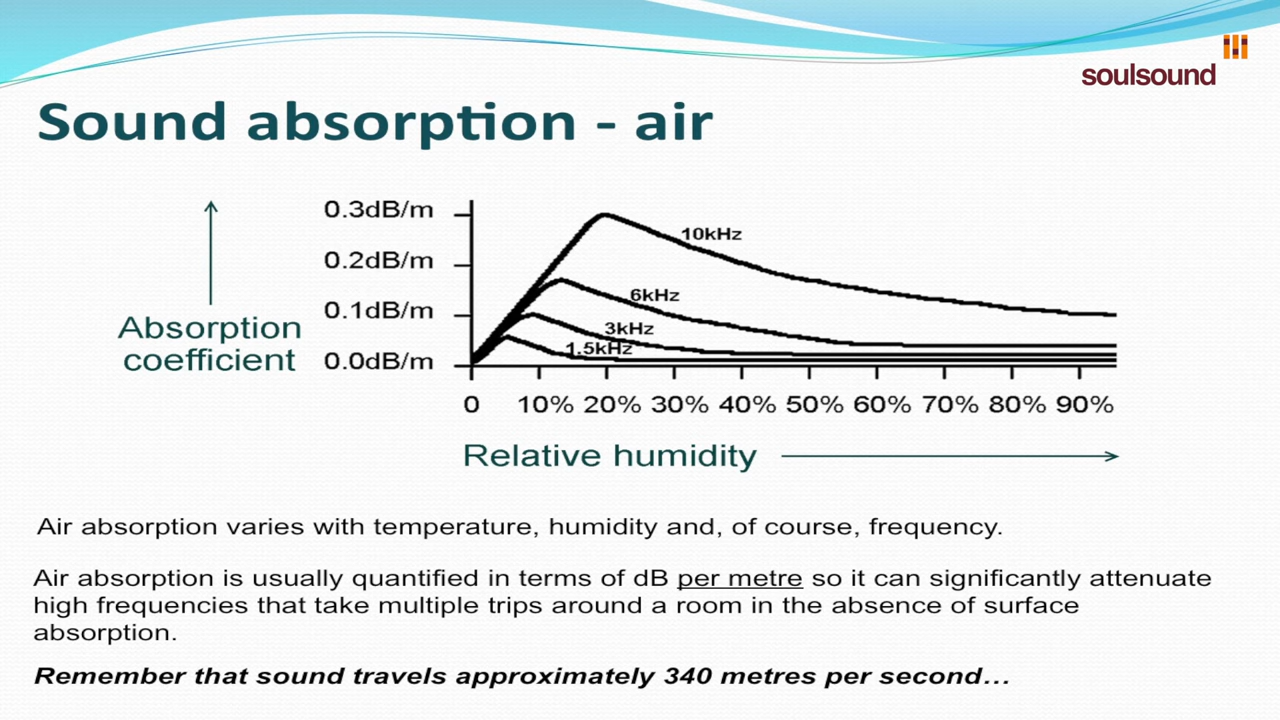 soulsound
Sound absorption - air
0.3dB/m
0.2dB/m
0.1dB/m
0.0dB/m
Absorption
coefficient
10kHz
6kHz
3kHz
1.5kHz
0 10% 20% 30% 40% 50% 60% 70% 80% 90%
Relative humidity
Air absorption varies with temperature, humidity and, of course, frequency.
Air absorption is usually quantified in terms of dB per metre so it can significantly attenuate
high frequencies that take multiple trips around a room in the absence of surface
absorption.
Remember that sound travels approximately 340 metres per second…